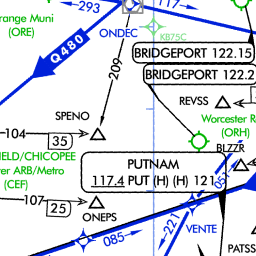 293
117
range Muni
(ORE)
ONDEC
KB75C
Q480
BRIDGEPORT 122.15
209
BRIDGEPORT 122.2
REVSS
SPENO
Worcester R
(ORH)
104
35
BLZZR
IELD/CHICOPEE
er ARB/Metro
(CEF)
PUTNAM
117.4 PUT (H) (H) 121
051
107
25
ONEPS
221
VENTE
085
PATSS